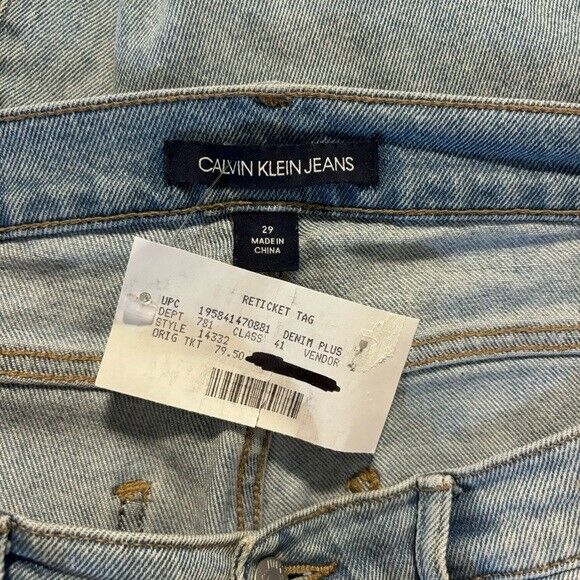 CALVIN KLEIN JEANS
29
MADE IN
CHINA
RETICKET TAG
UPC 195841470881 DENIM PLUS
DEPT 781 CLASS 41 VENDOR
STYLE 14332
ORIG TKT 79.50